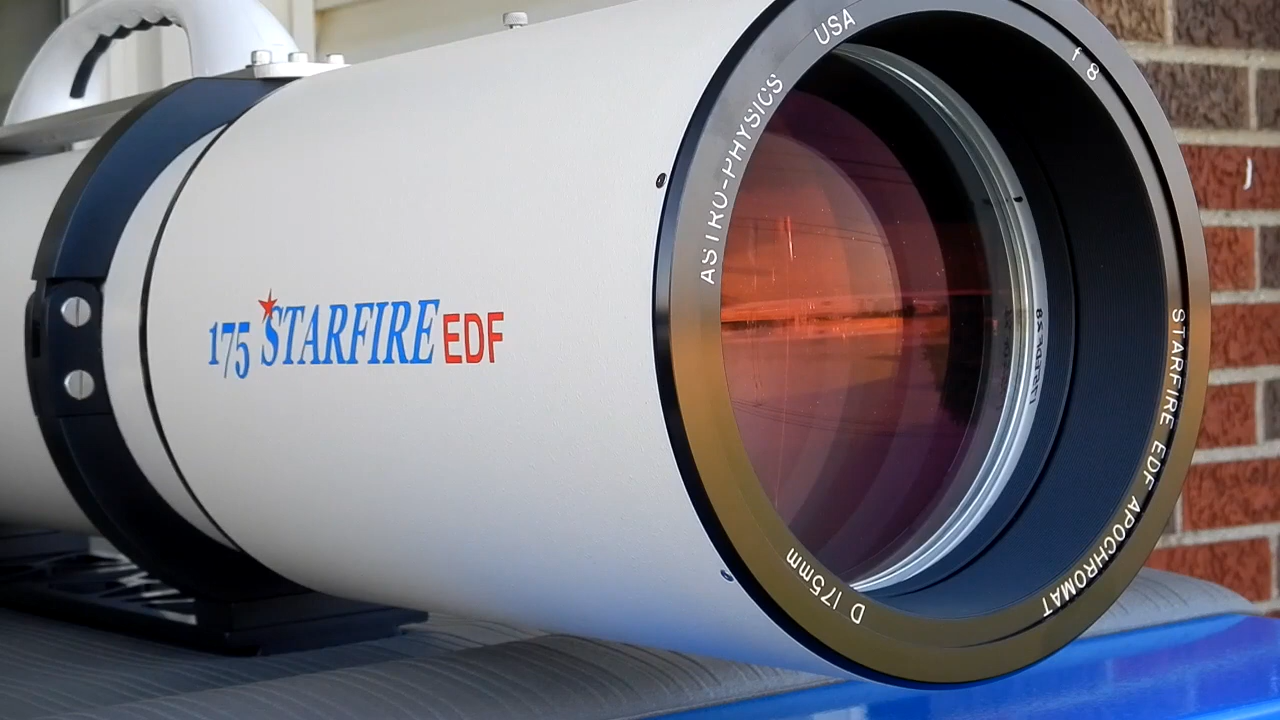 175 STARFIRE EDF
ASTRO-PHYSICS USA
f 8
STARFIRE EDF APOCHROMAT
D 175mm